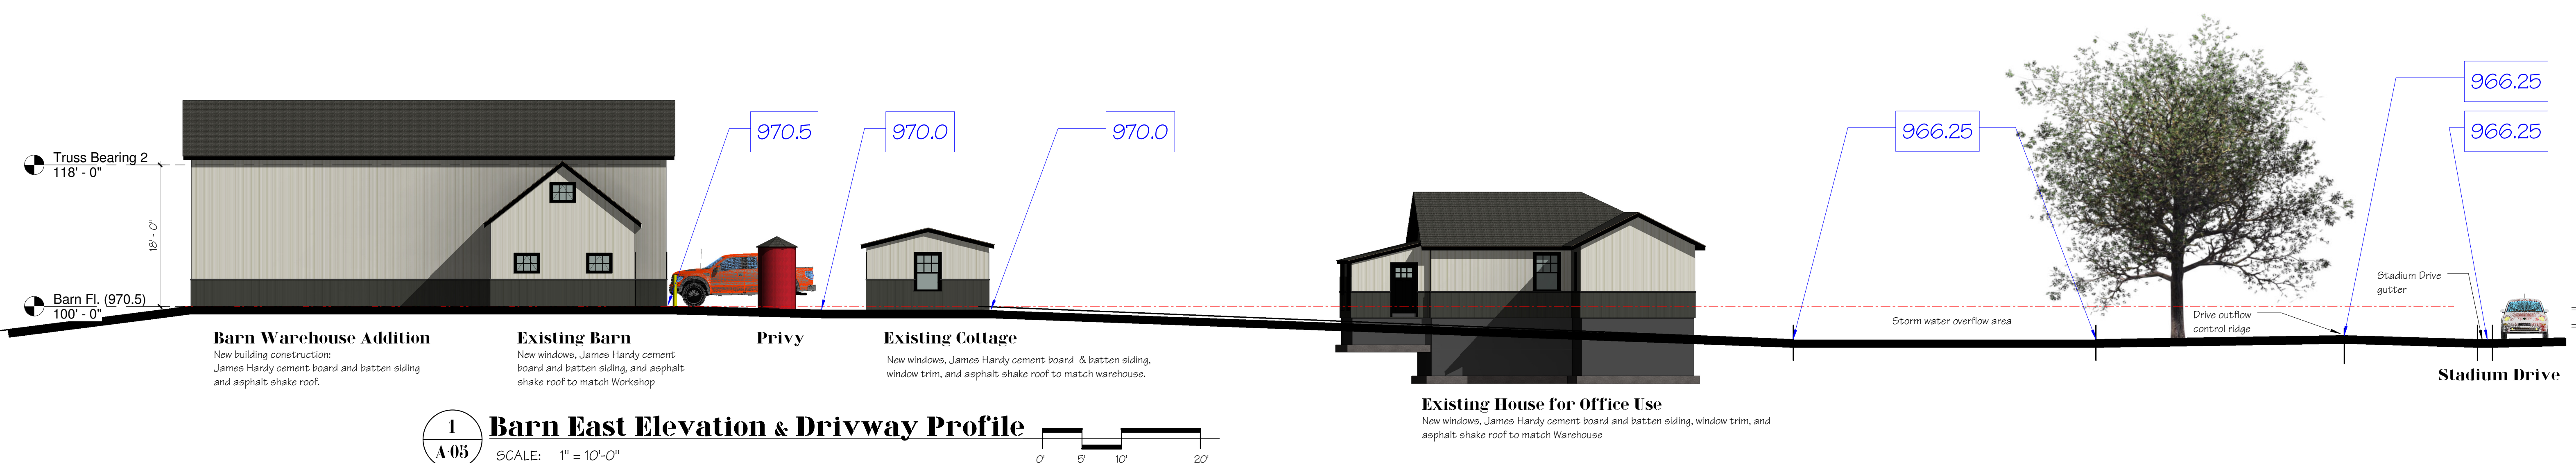 Truss Bearing 2
118' - 0"
18' - 0"
Barn Fl. (970.5)
100' - 0"
970.5
970.0
970.0
966.25
966.25
966.25
Barn Warehouse Addition
New building construction:
James Hardy cement board and batten siding
and asphalt shake roof.
Existing Barn
New windows, James Hardy cement
board and batten siding, and asphalt
shake roof to match Workshop
Privy
Existing Cottage
New windows, James Hardy cement board & batten siding,
window trim, and asphalt shake roof to match warehouse.
Existing House for Office Use
New windows, James Hardy cement board and batten siding, window trim, and
asphalt shake roof to match Warehouse
Storm water overflow area
Drive outflow
control ridge
Stadium Drive
gutter
Stadium Drive
1
A-05
Barn East Elevation & Drivway Profile
SCALE: 1" = 10'-0"
0' 5' 10' 20'